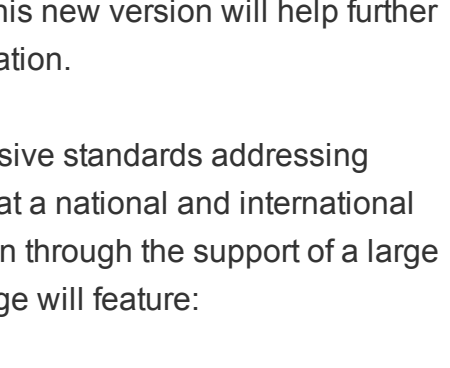 his new version will help further
ation.
sive standards addressing
at a national and international
n through the support of a large
ge will feature: